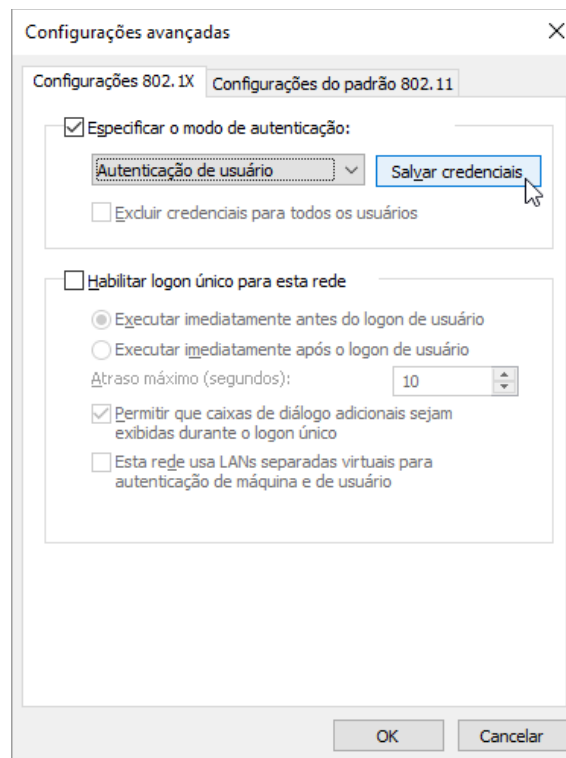 Configurações avançadas
Configurações 802.1X
Configurações do padrão 802.11
Especificar o modo de autenticação:
Autenticação de usuário
Salvar credenciais
Excluir credenciais para todos os usuários
Habilitar logon único para esta rede
Executar imediatamente antes do logon de usuário
Executar imediatamente após o logon de usuário
Atraso máximo (segundos):
10
Permitir que caixas de diálogo adicionais sejam
exibidas durante o logon único
Esta rede usa LANs separadas virtuais para
autenticação de máquina e de usuário
OK
Cancelar